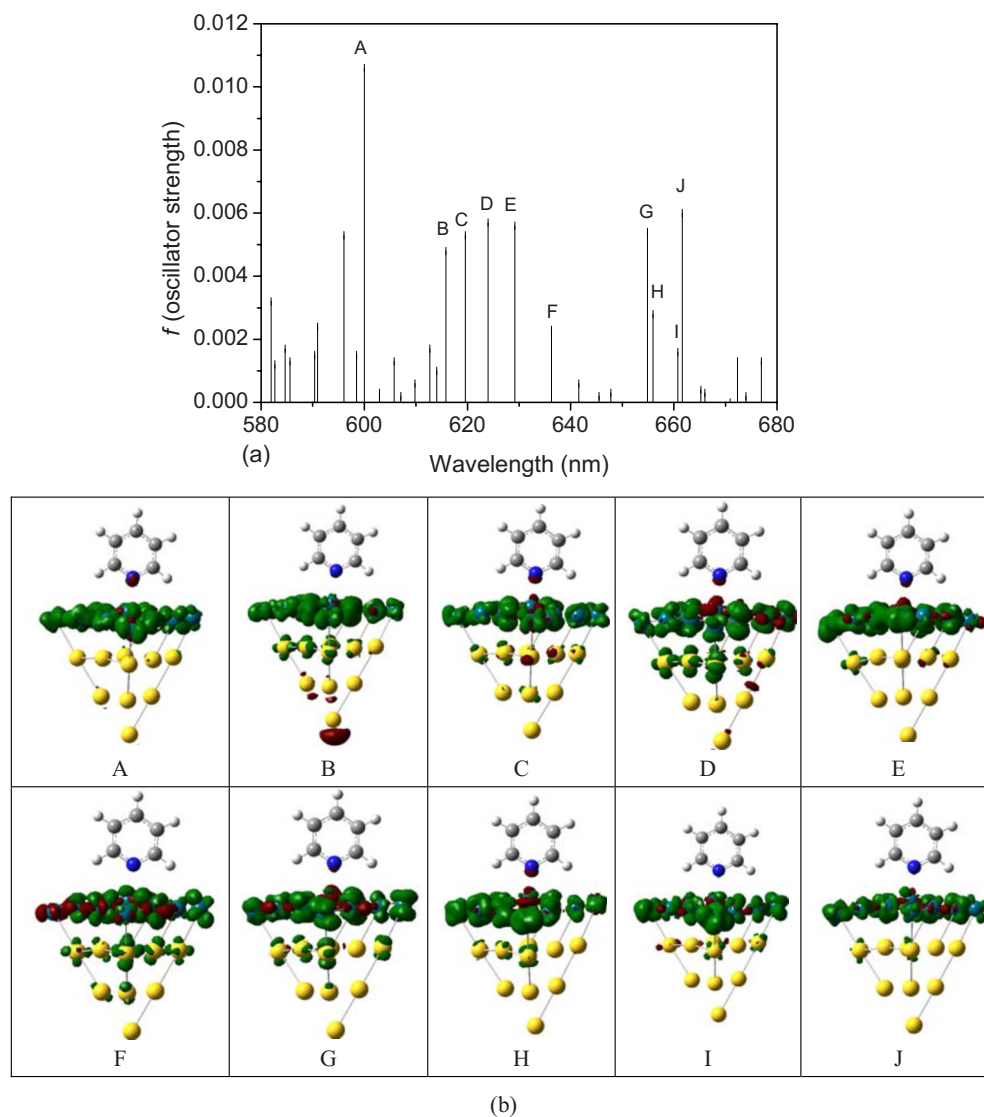 0.012
0.010
0.008
0.006
0.004
0.002
0.000
f (oscillator strength)
A
B
C
D
E
F
G
H
I
J
580
600
620
640
660
680
(a)
Wavelength (nm)
A
B
C
D
E
F
G
H
I
J
(b)